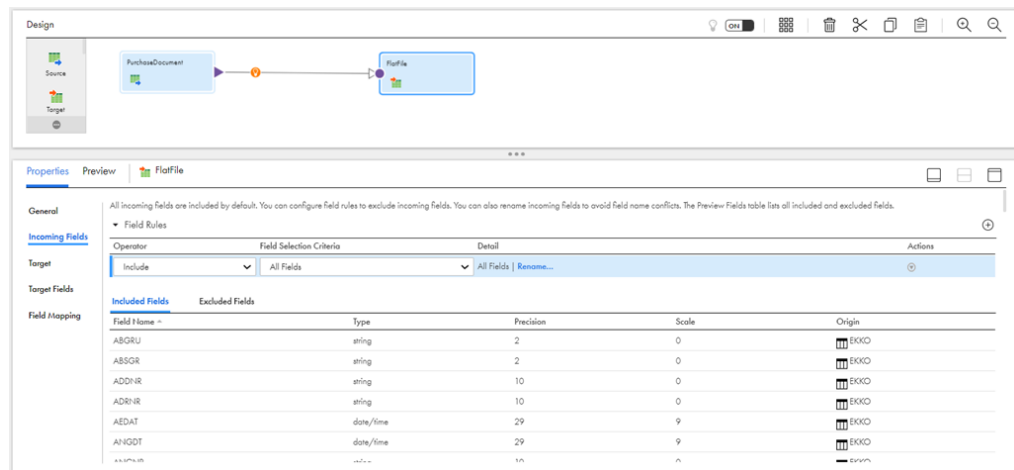 Design
ON
Source
Target
PurchaseDocument
FlatFile
Properties Preview FlatFile
General
Incoming Fields
Target
Target Fields
Field Mapping
All incoming fields are included by default. You can configure field rules to exclude incoming fields. You can also rename incoming fields to avoid field name conflicts. The Preview Fields table lists all included and excluded fields.
Field Rules
Operator Field Selection Criteria Detail Actions
Include All Fields All Fields | Rename...
Included Fields Excluded Fields
Field Name Type Precision Scale Origin
ABGRU string 2 0 EKKO
ABSGR string 2 0 EKKO
ADDNR string 10 0 EKKO
ADRNR string 10 0 EKKO
AEDAT date/time 29 9 EKKO
ANGDT date/time 29 9 EKKO